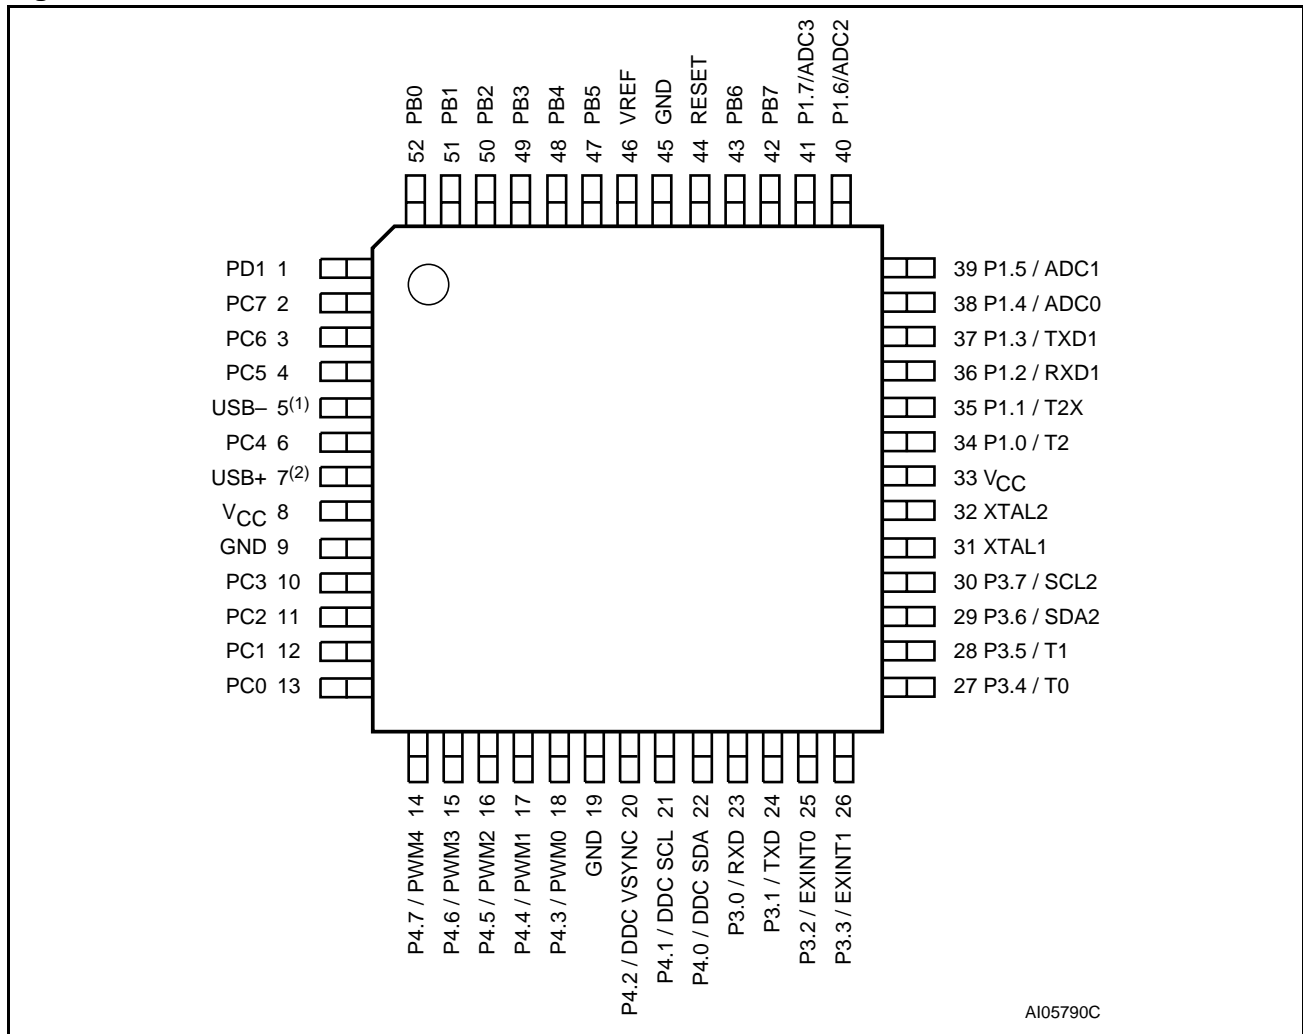 52 PB0
51 PB1
50 PB2
49 PB3
48 PB4
47 PB5
46 VREF
45 GND
44 RESET
43 PB6
42 PB7
41 P1.7/ADC3
40 P1.6/ADC2
PD1 1
PC7 2
PC6 3
PC5 4
USB– 5(1)
PC4 6
USB+ 7(2)
VCC 8
GND 9
PC3 10
PC2 11
PC1 12
PC0 13
39 P1.5 / ADC1
38 P1.4 / ADC0
37 P1.3 / TXD1
36 P1.2 / RXD1
35 P1.1 / T2X
34 P1.0 / T2
33 VCC
32 XTAL2
31 XTAL1
30 P3.7 / SCL2
29 P3.6 / SDA2
28 P3.5 / T1
27 P3.4 / T0
P4.7 / PWM4 14
P4.6 / PWM3 15
P4.5 / PWM2 16
P4.4 / PWM1 17
P4.3 / PWM0 18
GND 19
P4.2 / DDC VSYNC 20
P4.1 / DDC SCL 21
P4.0 / DDC SDA 22
P3.0 / RXD 23
P3.1 / TXD 24
P3.2 / EXINT0 25
P3.3 / EXINT1 26
AI05790C